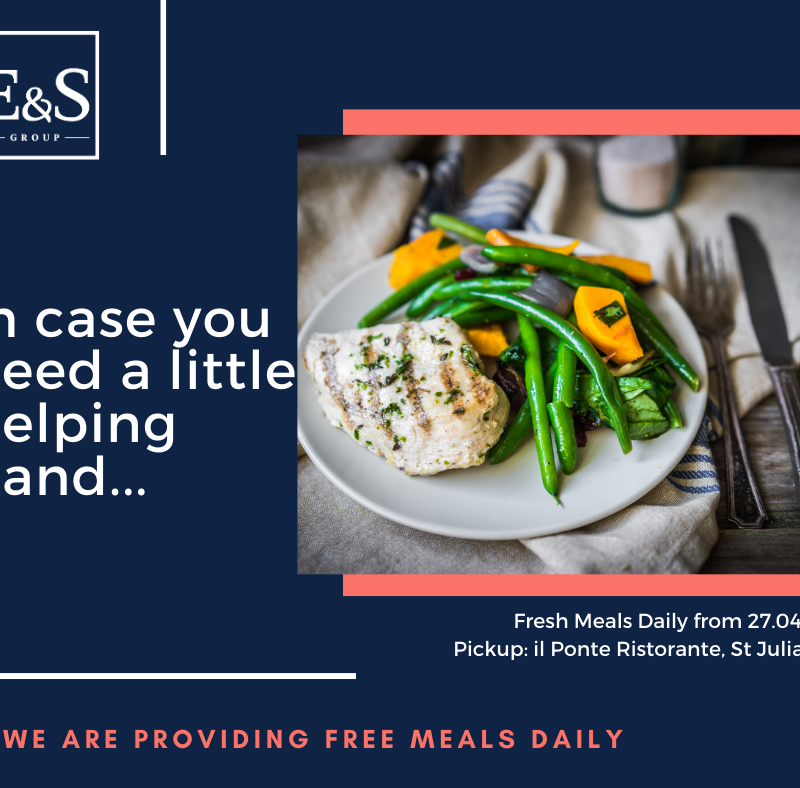 E&S
GROUP
n case you
eed a little
elping
and...
Fresh Meals Daily from 27.04
Pickup: il Ponte Ristorante, St Julia
WE ARE PROVIDING FREE MEALS DAILY